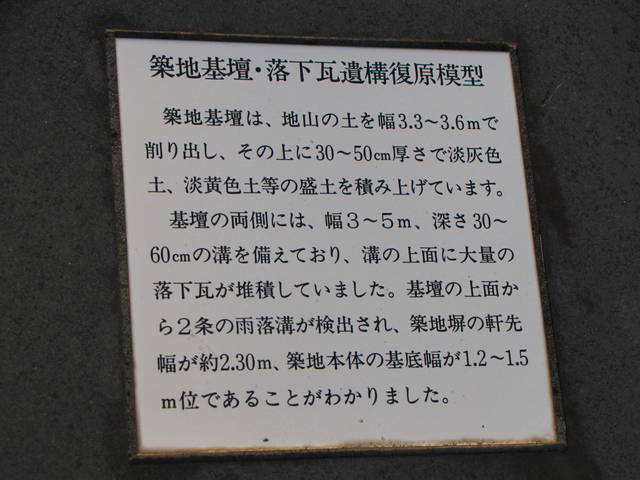 築地基壇・落下瓦遺構復原模型
築地基壇は、地山の土を幅3.3～3.6mで
削り出し、その上に30～50cm厚さで淡灰色
土、淡黄色土等の盛土を積み上げています。
基壇の両側には、幅３～５m、深さ30～
60cmの溝を備えており、溝の上面に大量の
落下瓦が堆積していました。基壇の上面か
ら２条の雨落溝が検出され、築地塀の軒先
幅が約2.30m、築地本体の基底幅が1.2～1.5
m位であることがわかりました。